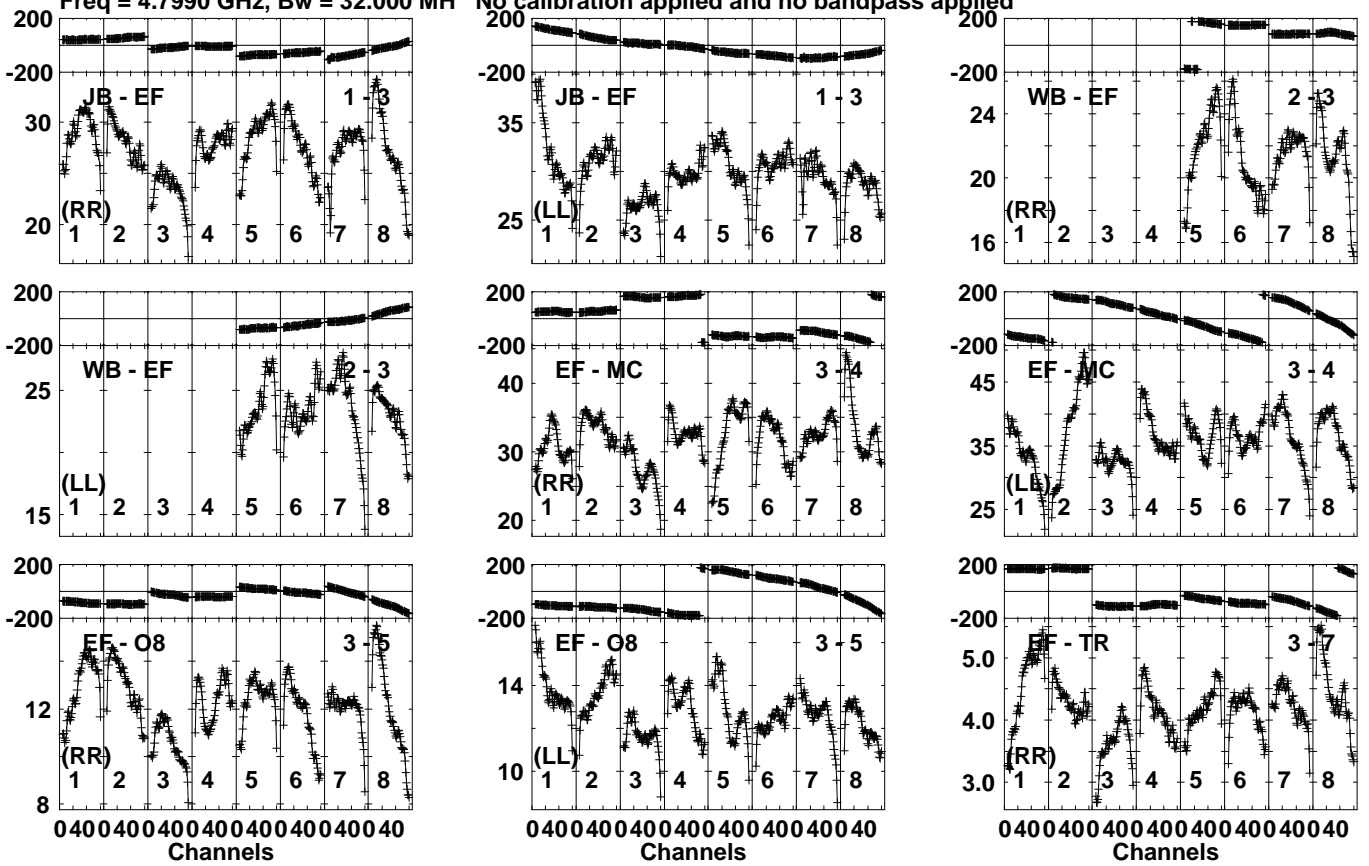 Freq = 4.7990 GHz, Bw = 32.000 MH No calibration applied and no bandpass applied
200 200 200
-200 -200 -200
JB - EF 1 - 3 JB - EF 1 - 3 WB - EF 2 - 3
30 35 24
20
20 25 16
(RR) (LL) (RR)
1 2 3 4 5 6 7 8 1 2 3 4 5 6 7 8 1 2 3 4 5 6 7 8
200 200 200
-200 -200 -200
WB - EF 2 - 3 EF - MC 3 - 4 EF - MC 3 - 4
25 40 45
30 35
15 20 25
(LL) (RR) (LL)
1 2 3 4 5 6 7 8 1 2 3 4 5 6 7 8 1 2 3 4 5 6 7 8
200 200 200
-200 -200 -200
EF - O8 3 - 5 EF - O8 3 - 5 EF - TR 3 - 7
12 14 5.0
4.0
8 10 3.0
(RR) (LL) (RR)
1 2 3 4 5 6 7 8 1 2 3 4 5 6 7 8 1 2 3 4 5 6 7 8
0 40 0 40 0 40 0 40 0 40 0 40 0 40 0 40 0 40 0 40 0 40 0 40 0 40 0 40 0 40 0 40 0 40 0 40 0 40 0 40 0 40 0 40 0 40 0 40
Channels Channels Channels